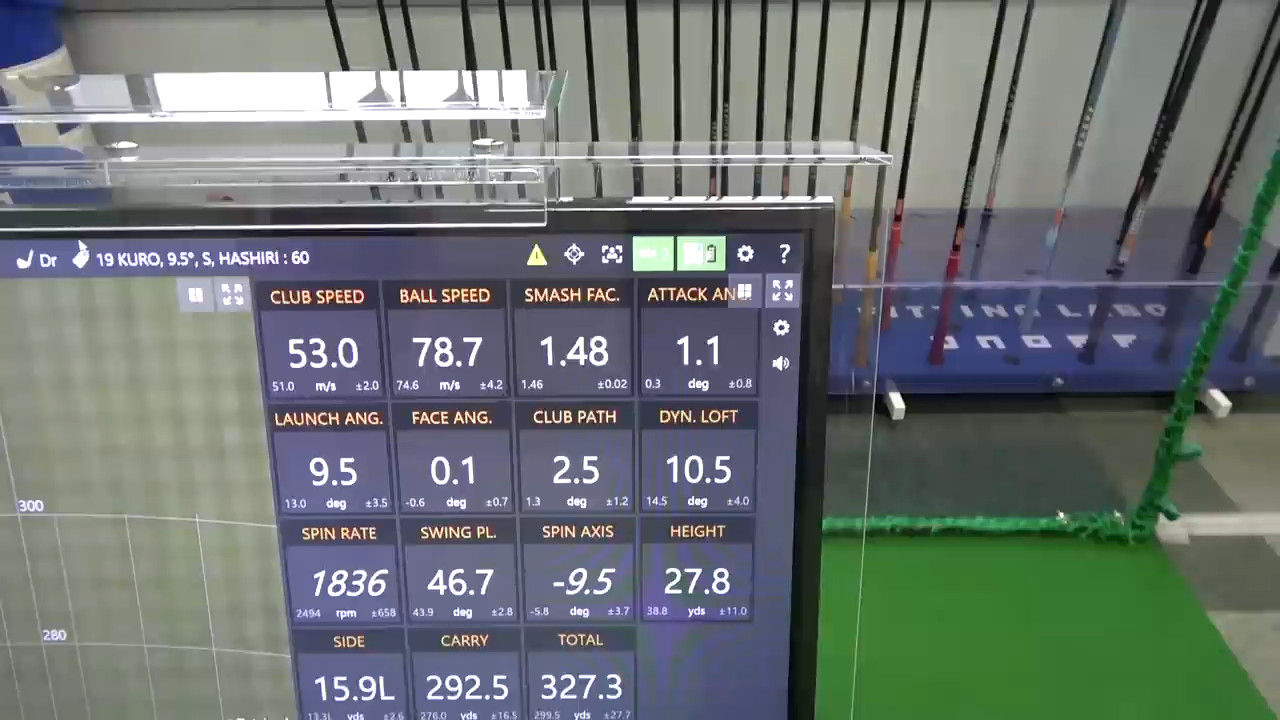 Dr 19 KURO, 9.5°, S, HASHIRI : 60
?
CLUB SPEED BALL SPEED SMASH FAC. ATTACK ANG
53.0 78.7 1.48 1.1
51.0 m/s ±2.0 74.6 m/s ±4.2 1.46 ±0.02 0.3 deg ±0.8
LAUNCH ANG. FACE ANG. CLUB PATH DYN. LOFT
9.5 0.1 2.5 10.5
13.0 deg ±3.5 -0.6 deg ±0.7 1.3 deg ±1.2 14.5 deg ±4.0
SPIN RATE SWING PL. SPIN AXIS HEIGHT
1836 46.7 -9.5 27.8
2494 rpm ±658 43.9 deg ±2.8 -5.8 deg ±3.7 38.8 yds ±11.0
SIDE CARRY TOTAL
15.9L 292.5 327.3
13.3L yds ±2.6 276.0 yds ±16.5 299.5 yds ±27.7
300
280
FITTING LABO
ONOFF